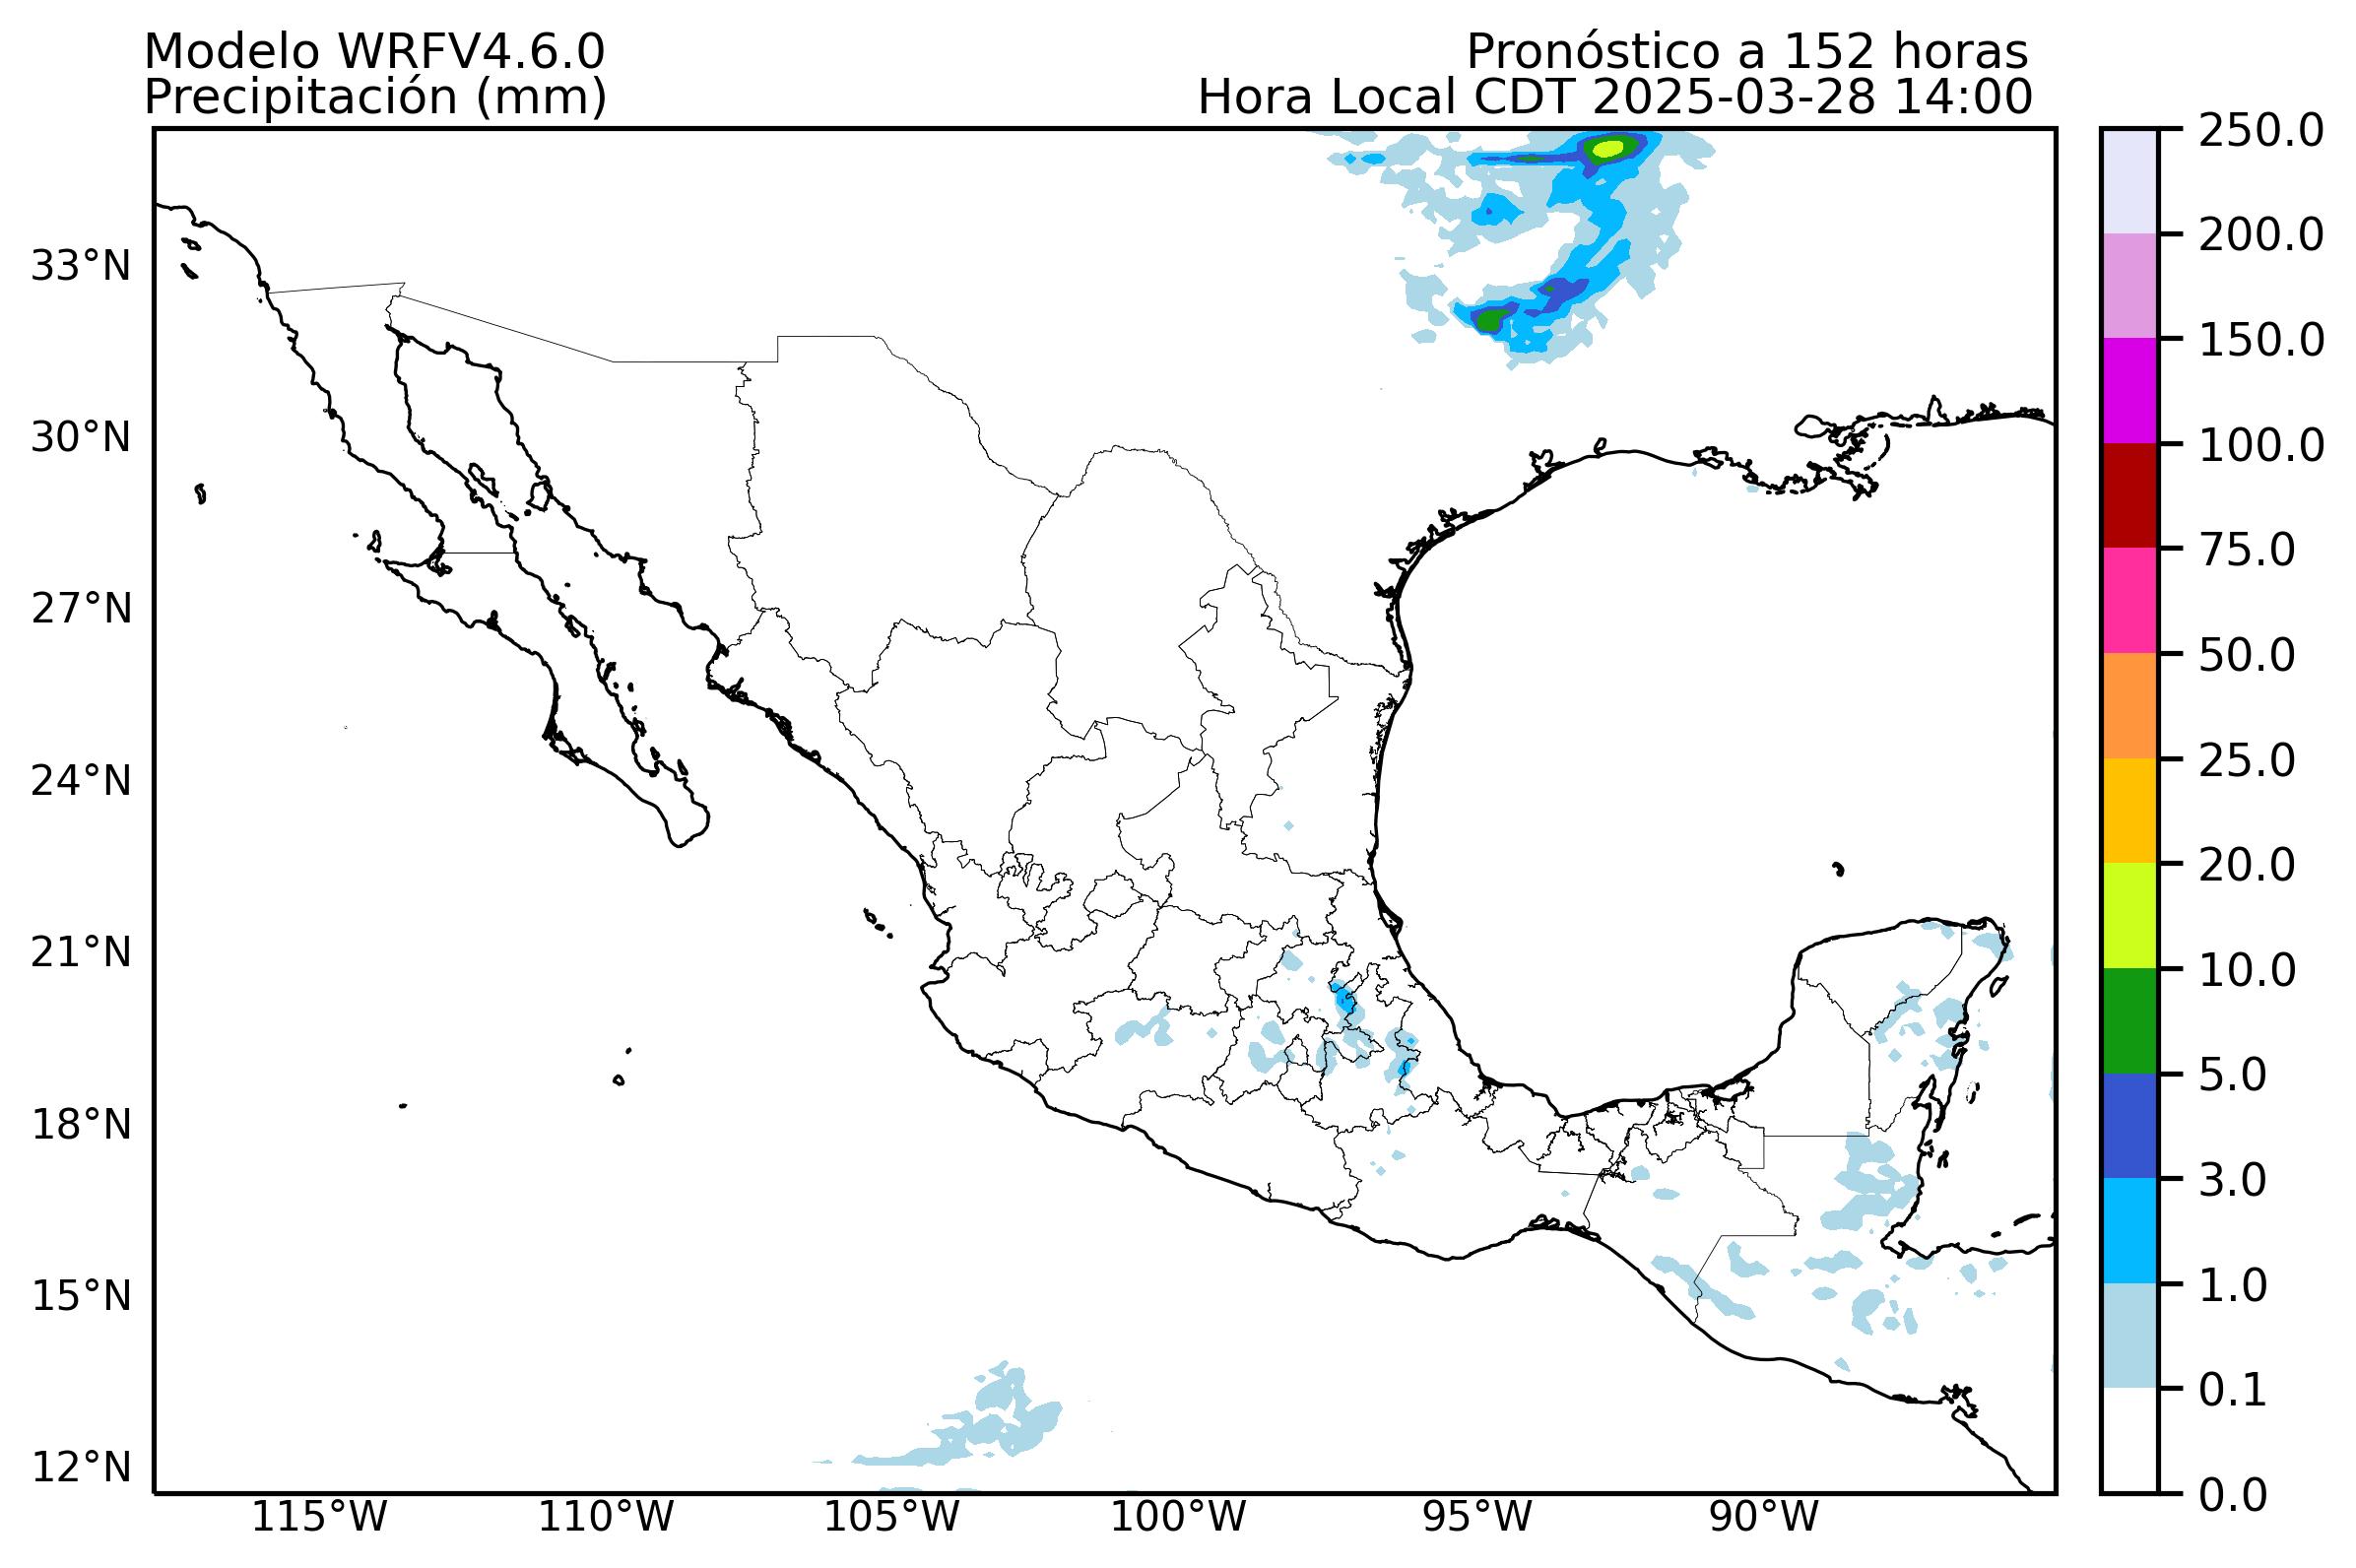 Modelo WRFV4.6.0
Precipitación (mm)
Pronóstico a 152 horas
Hora Local CDT 2025-03-28 14:00
33°N
30°N
27°N
24°N
21°N
18°N
15°N
12°N
115°W
110°W
105°W
100°W
95°W
90°W
250.0
200.0
150.0
100.0
75.0
50.0
25.0
20.0
10.0
5.0
3.0
1.0
0.1
0.0